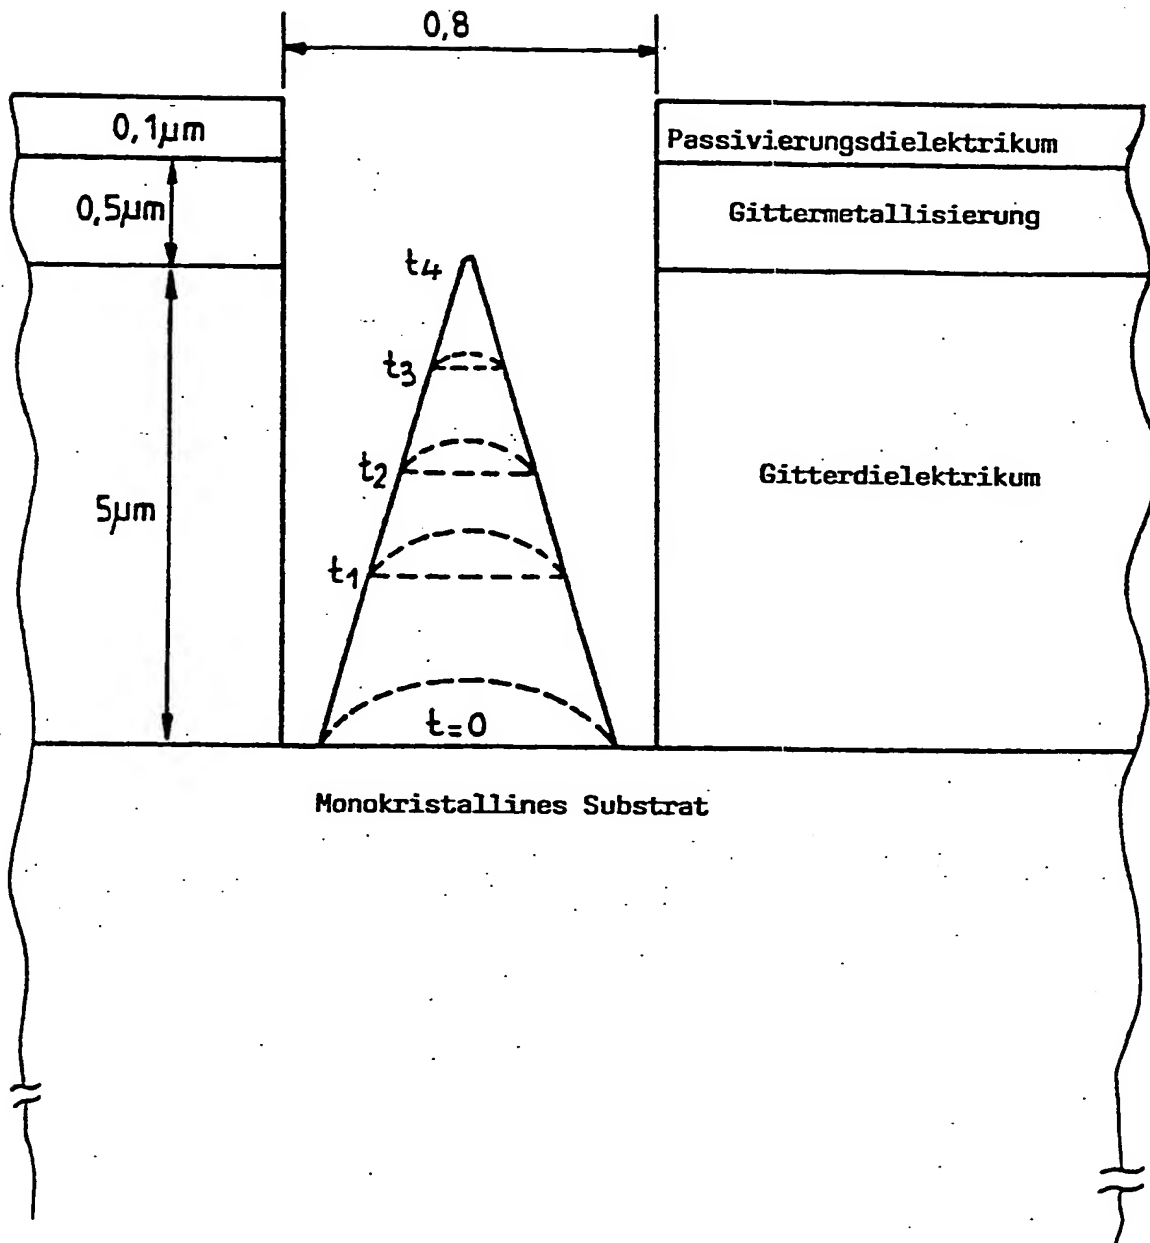 0,8
0,1µm
Passivierungsdielektrikum
0,5µm
Gittermetallisierung
t4
t3
t2
Gitterdielektrikum
5µm
t1
t=0
Monokristallines Substrat